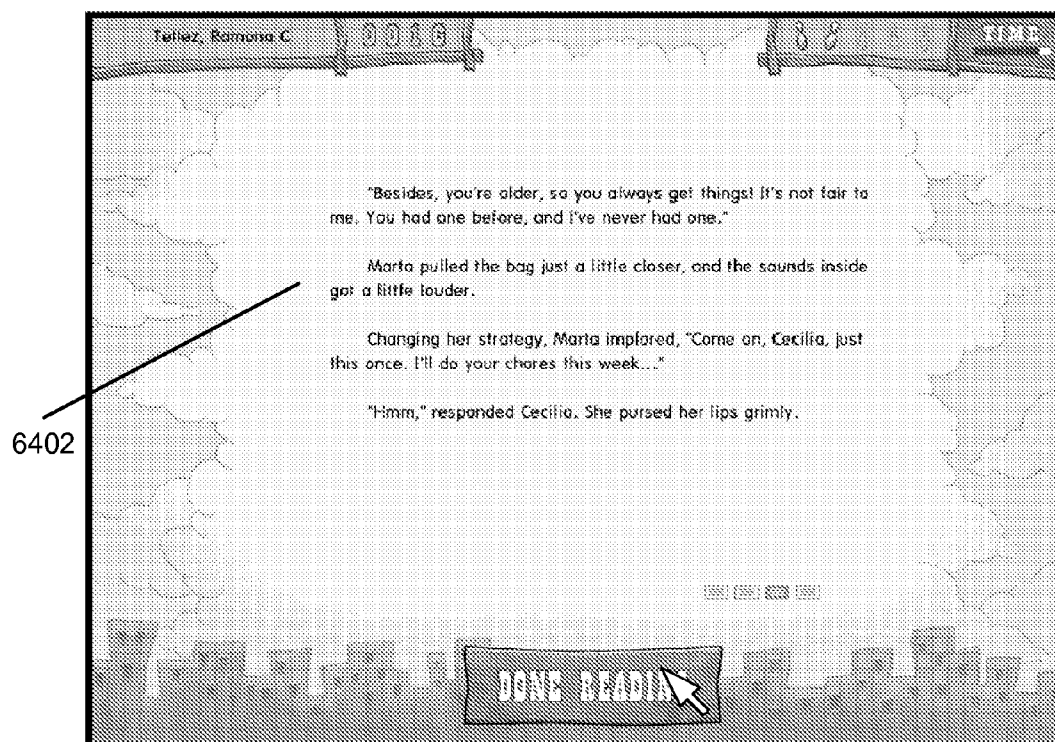 Tellez, Ramona C
TIME
"Besides, you're older, so you always get things! It's not fair to
me. You had one before, and I've never had one."
Marta pulled the bag just a little closer, and the sounds inside
got a little louder.
Changing her strategy, Marta implored, "Come on, Cecilia, just
this once. I'll do your chores this week..."
"Hmm," responded Cecilia. She pursed her lips grimly.
6402
DONE READIN